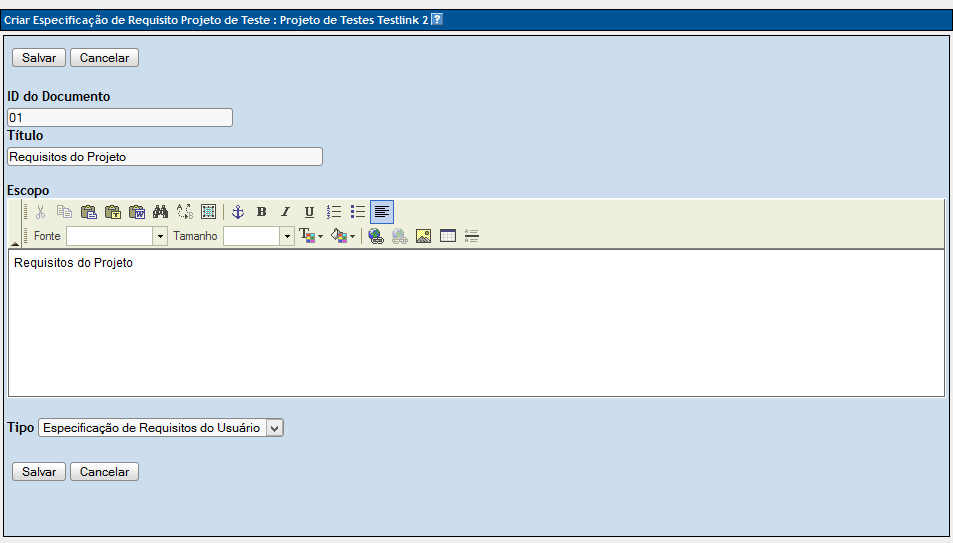 Criar Especificação de Requisito Projeto de Teste : Projeto de Testes Testlink 2 ?
Salvar Cancelar
ID do Documento
01
Título
Requisitos do Projeto
Escopo
B I U
Fonte Tamanho
Requisitos do Projeto
Tipo Especificação de Requisitos do Usuário
Salvar Cancelar